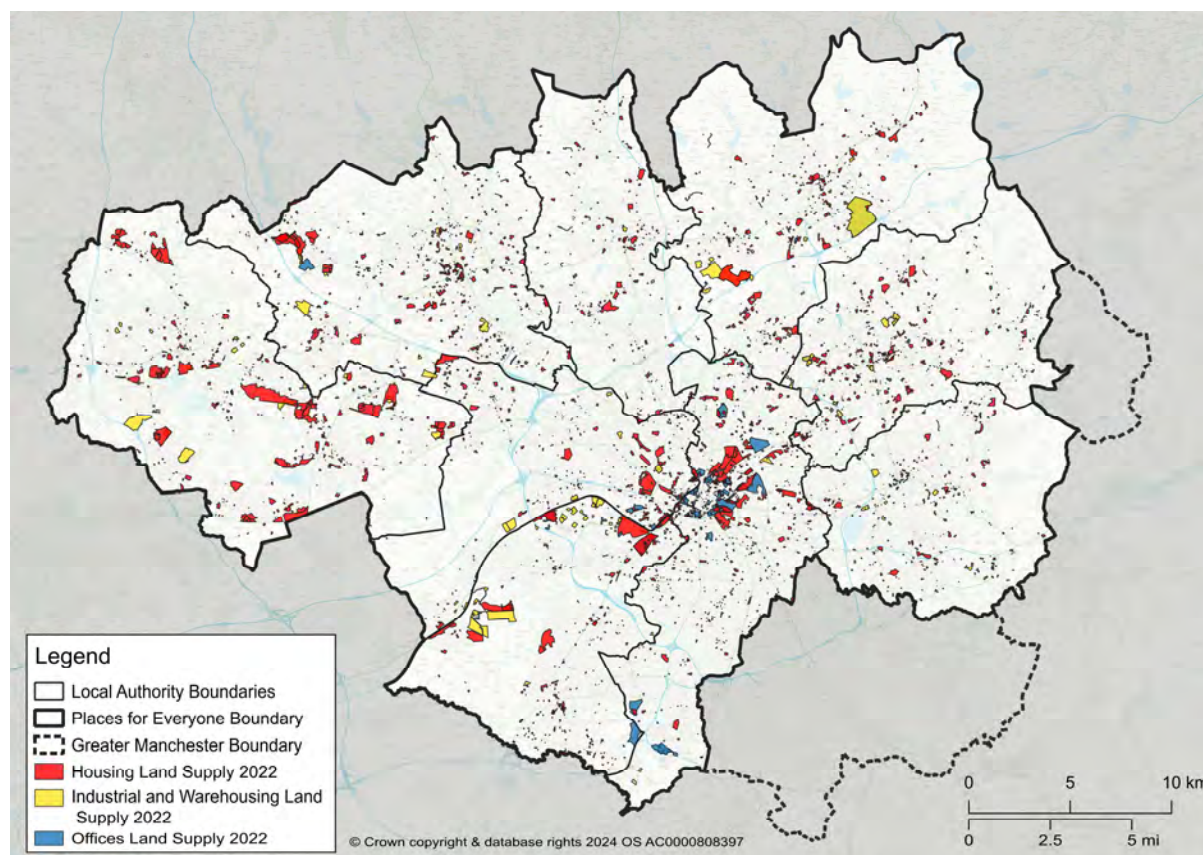 Legend
Local Authority Boundaries
Places for Everyone Boundary
Greater Manchester Boundary
Housing Land Supply 2022
Industrial and Warehousing Land
Supply 2022
Offices Land Supply 2022
© Crown copyright & database rights 2024 OS AC0000808397
0 5 10 km
0 2.5 5 mi